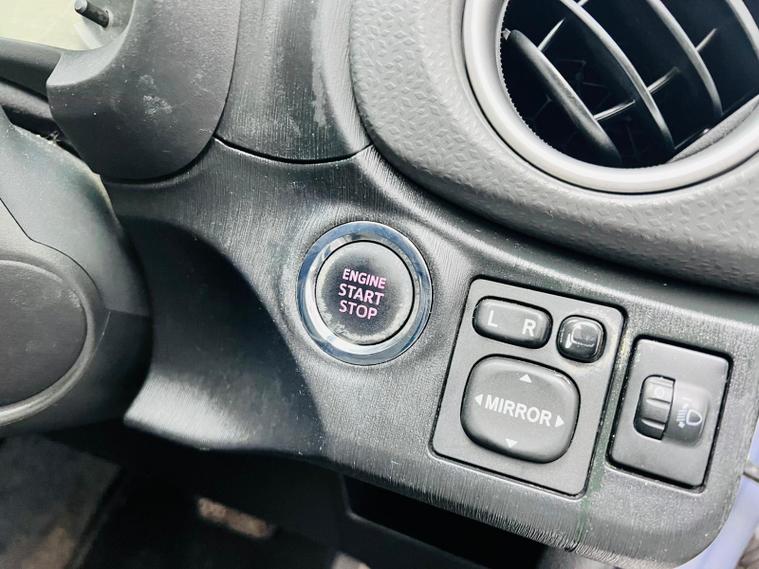 ENGINE
START
STOP
L R
MIRROR